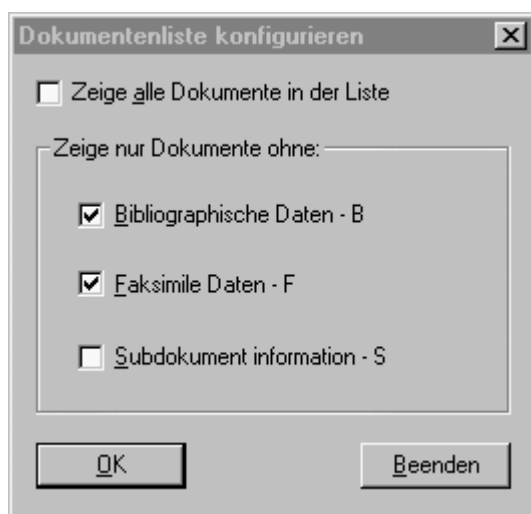 Dokumentenliste konfigurieren
Zeige alle Dokumente in der Liste
Zeige nur Dokumente ohne:
Bibliographische Daten - B
Faksimile Daten - F
Subdokument information - S
OK
Beenden